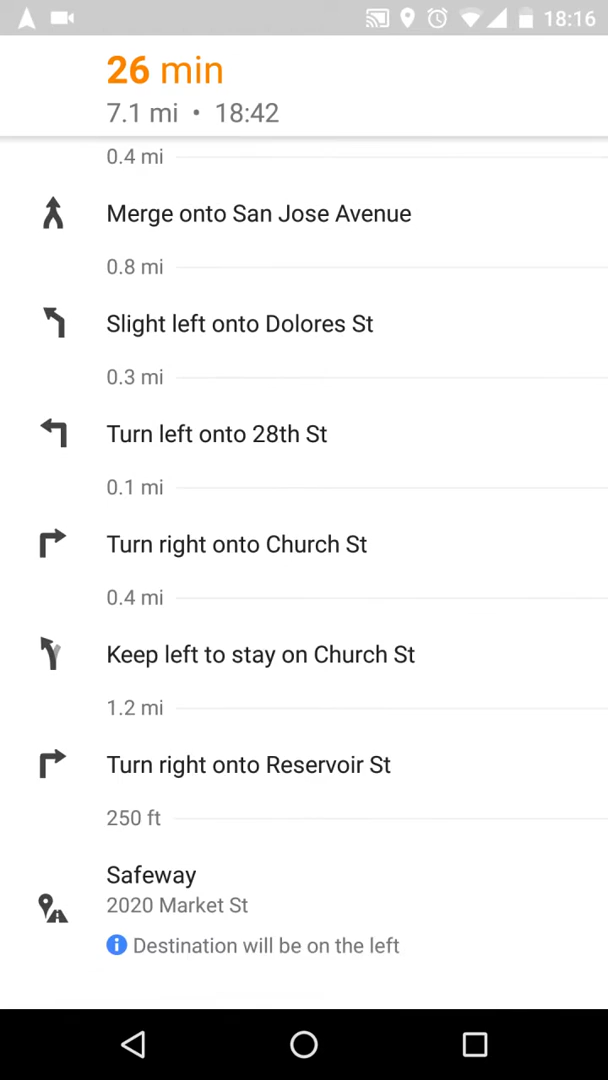 18:16
26 min
7.1 mi • 18:42
0.4 mi
Merge onto San Jose Avenue
0.8 mi
Slight left onto Dolores St
0.3 mi
Turn left onto 28th St
0.1 mi
Turn right onto Church St
0.4 mi
Keep left to stay on Church St
1.2 mi
Turn right onto Reservoir St
250 ft
Safeway
2020 Market St
Destination will be on the left